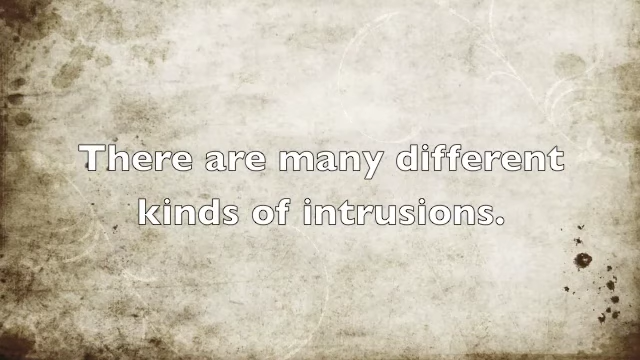 There are many different
kinds of intrusions.